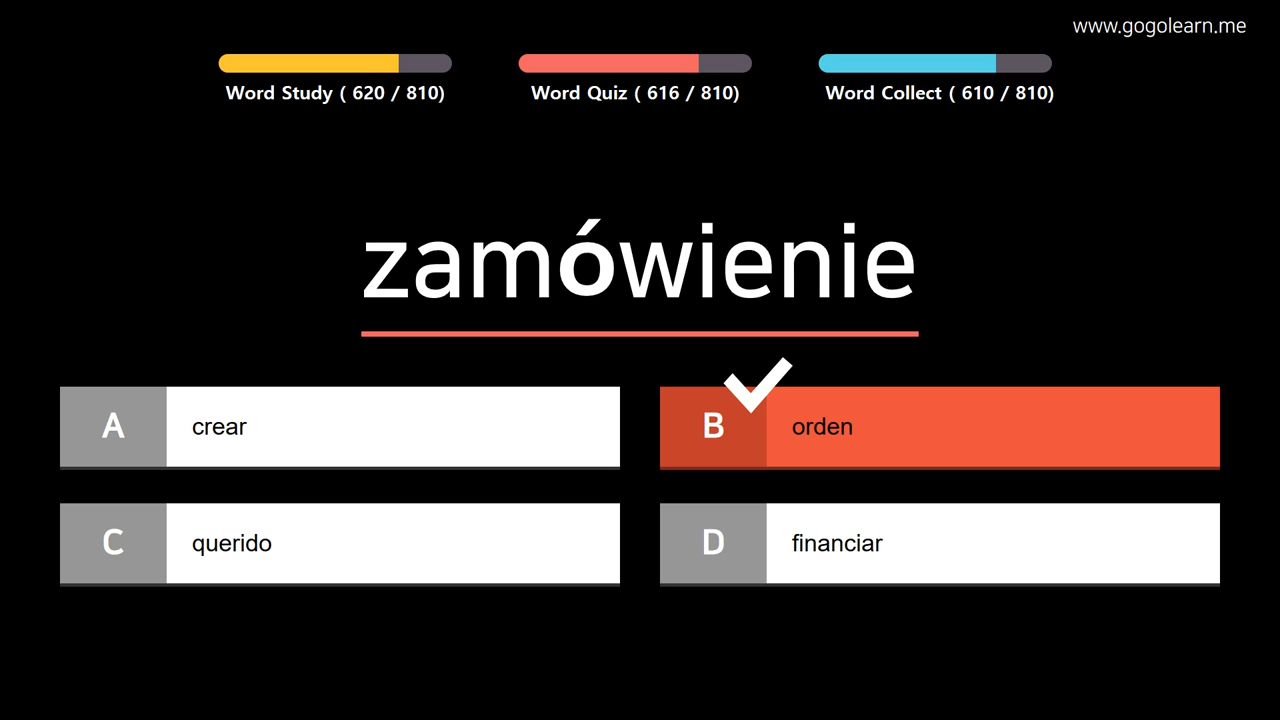 www.gogolearn.me
Word Study ( 620 / 810)
Word Quiz ( 616 / 810)
Word Collect ( 610 / 810)
zamówienie
A crear
B orden
C querido
D financiar